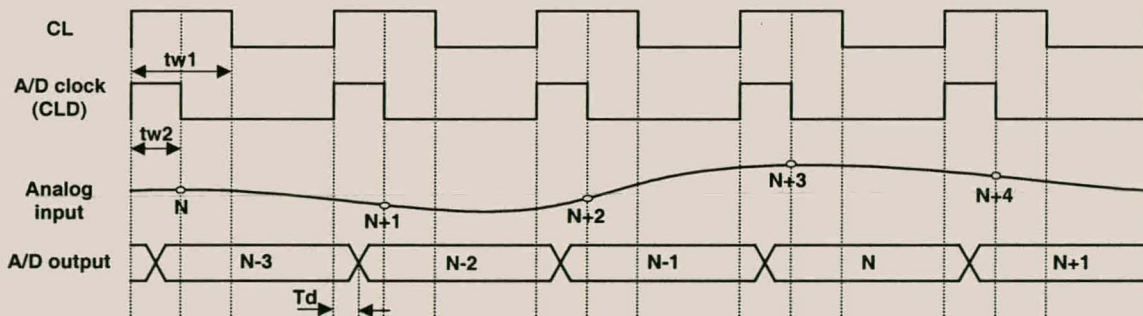 CL
tw1
A/D clock
(CLD)
tw2
Analog
input
N
N+1
N+2
N+3
N+4
A/D output
N-3
N-2
N-1
N
N+1
Td